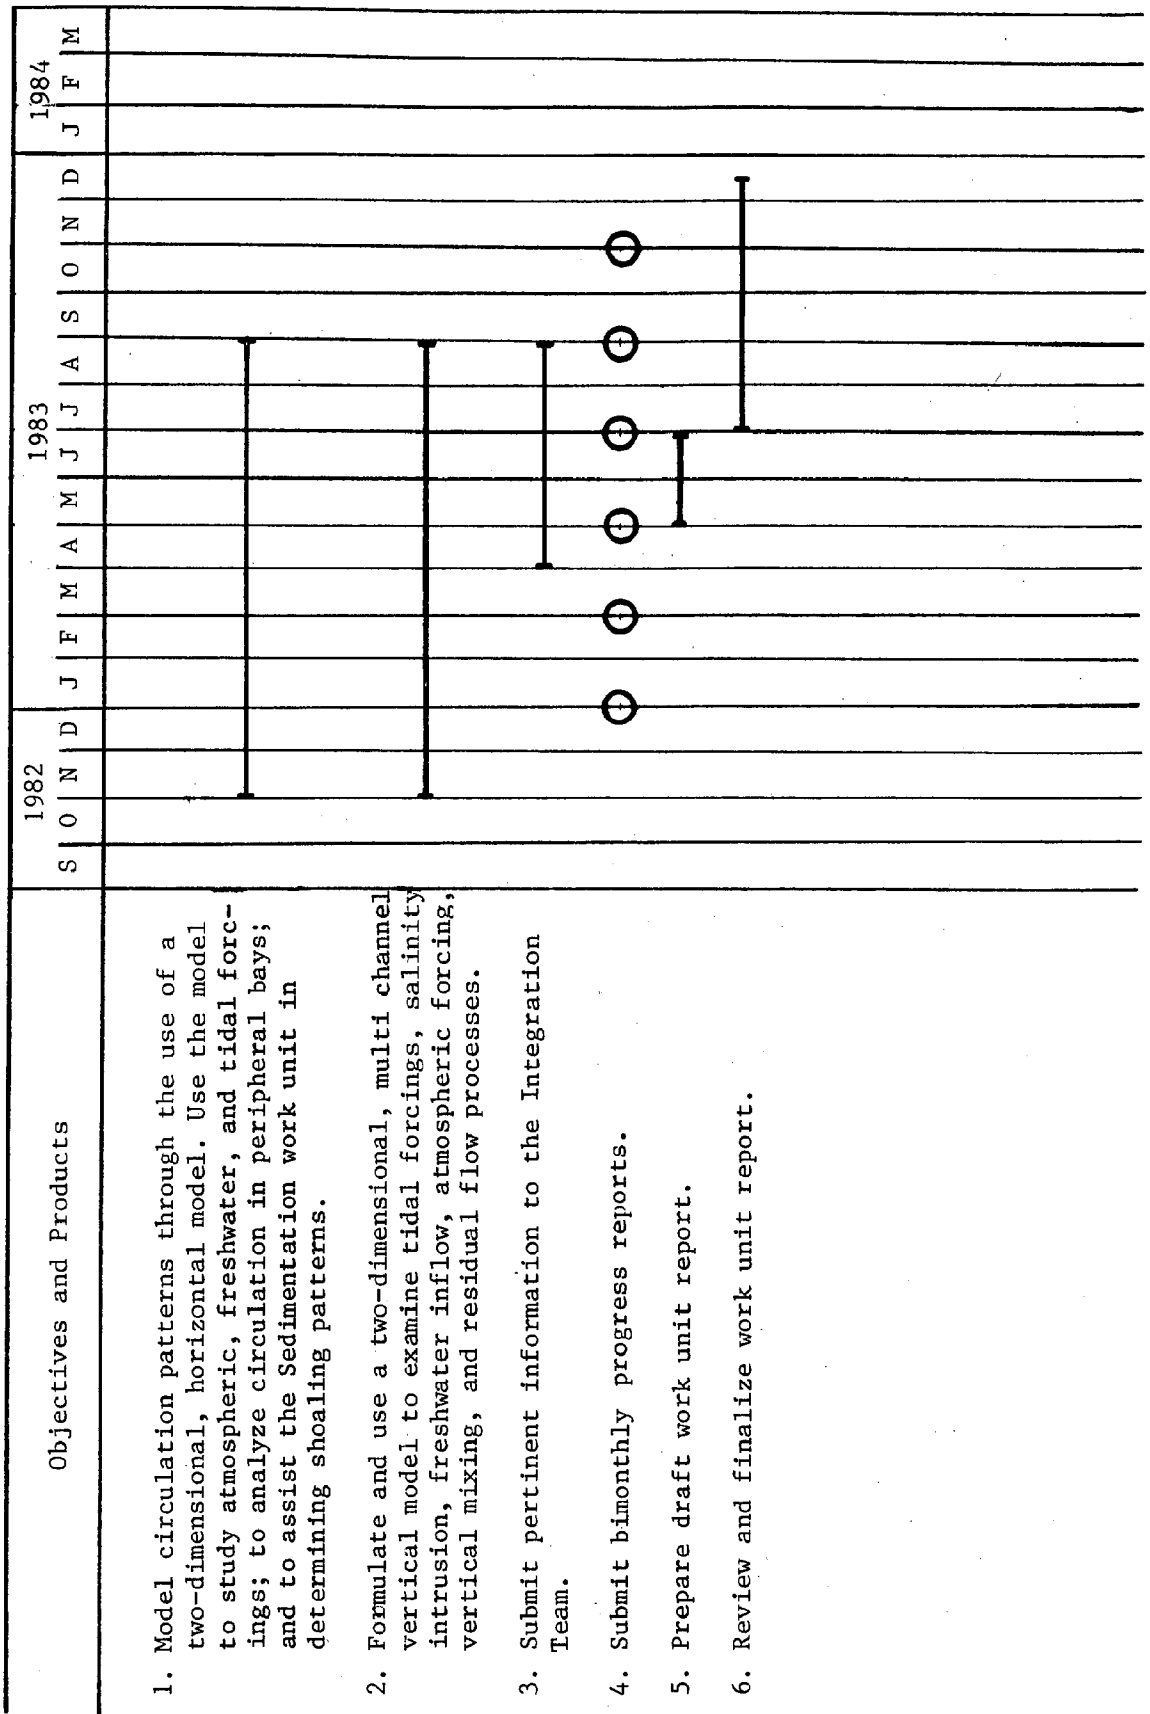 Objectives and Products
1982
1983
1984
S O N D J F M A M J J A S O N D J F M
1. Model circulation patterns through the use of a
two-dimensional, horizontal model. Use the model
to study atmospheric, freshwater, and tidal forc-
ings; to analyze circulation in peripheral bays;
and to assist the Sedimentation work unit in
determining shoaling patterns.
2. Formulate and use a two-dimensional, multi channel
vertical model to examine tidal forcings, salinity
intrusion, freshwater inflow, atmospheric forcing,
vertical mixing, and residual flow processes.
3. Submit pertinent information to the Integration
Team.
4. Submit bimonthly progress reports.
5. Prepare draft work unit report.
6. Review and finalize work unit report.